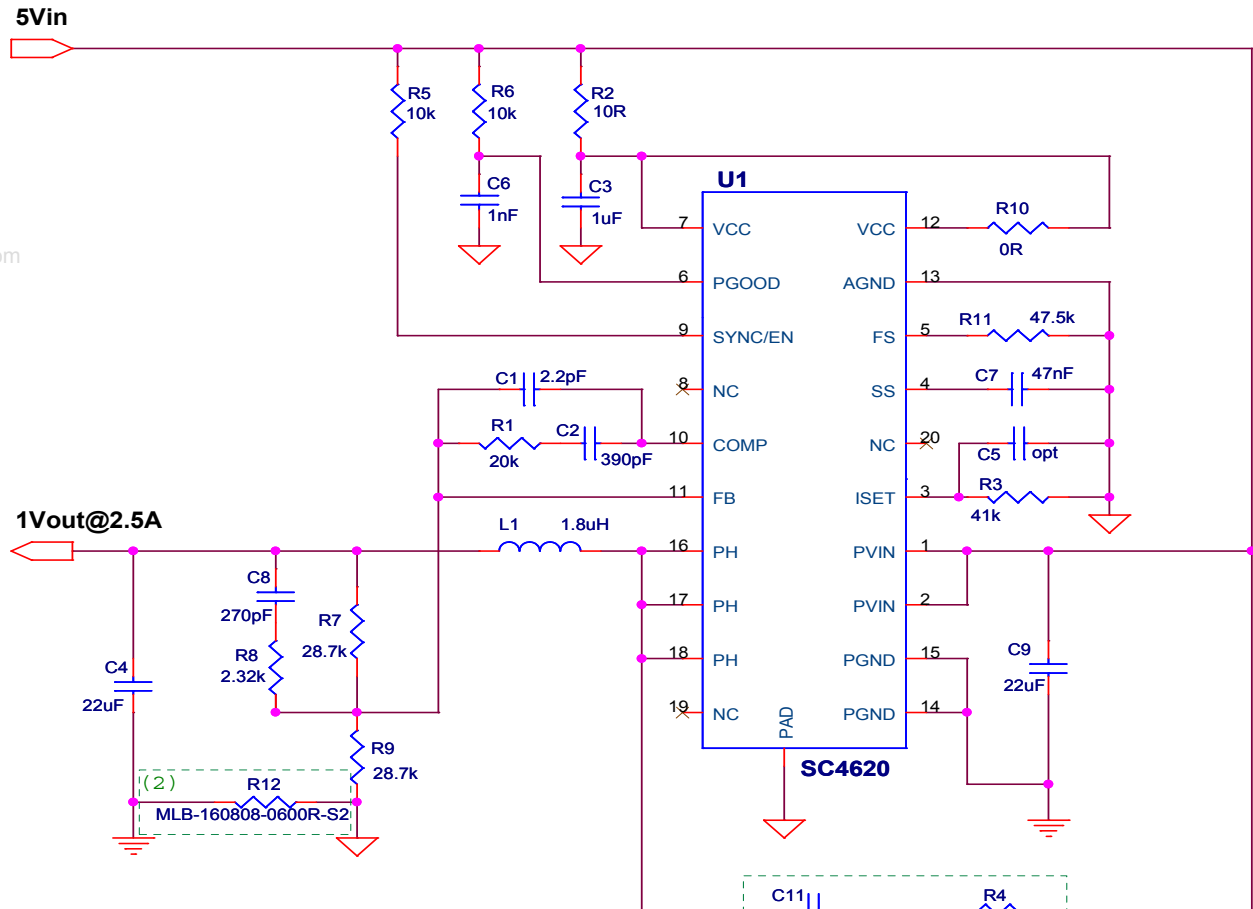 5Vin
R5
10k
R6
10k
R2
10R
C6
1nF
C3
1uF
U1
R10
0R
7 VCC VCC 12
6 PGOOD AGND 13
9 SYNC/EN FS 5
R11 47.5k
8 NC SS 4
C7 47nF
C1 2.2pF
R1
20k
C2
390pF
10 COMP NC 20
C5 opt
11 FB ISET 3
R3
41k
1Vout@2.5A
L1 1.8uH
16 PH PVIN 1
17 PH PVIN 2
18 PH PGND 15
19 NC PGND 14
PAD
SC4620
C8
270pF
R7
28.7k
R8
2.32k
C4
22uF
C9
22uF
R9
28.7k
(2)
R12
MLB-160808-0600R-S2
C11
R4
om